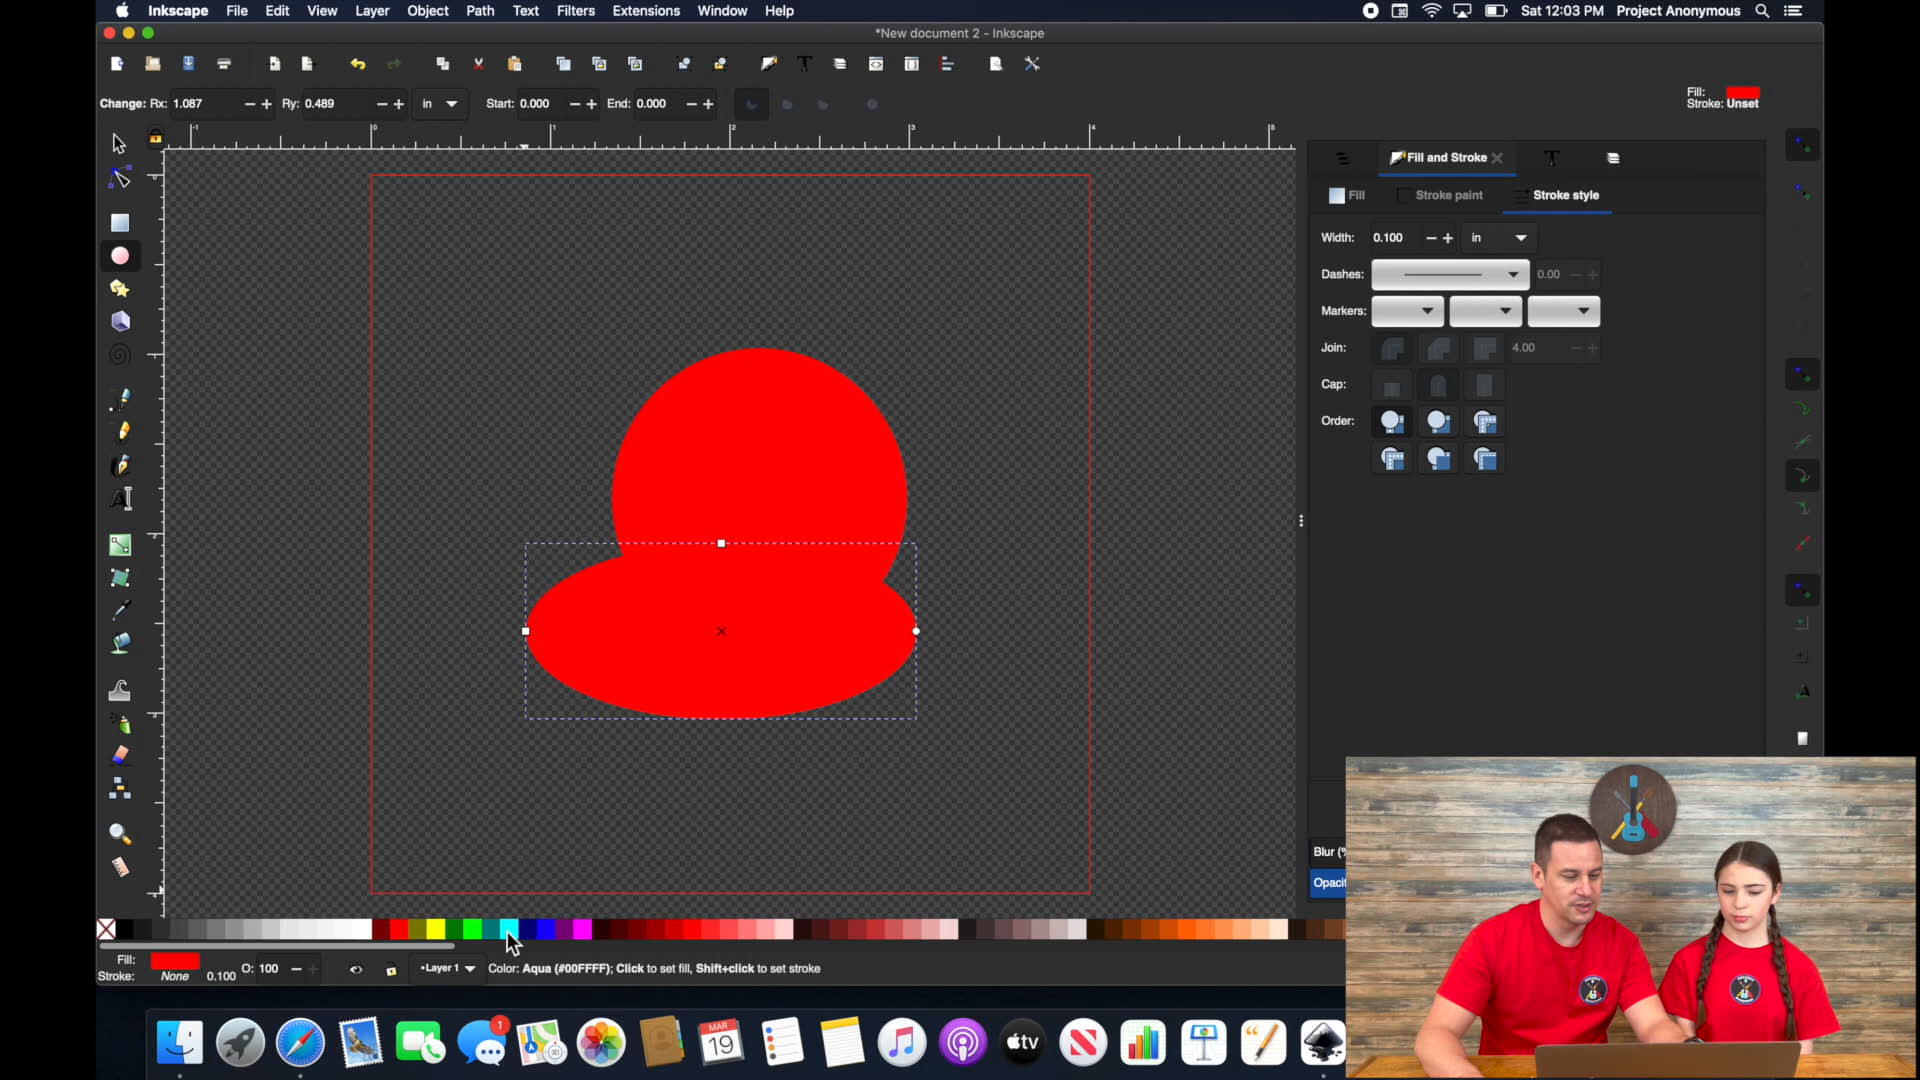 Inkscape File Edit View Layer Object Path Text Filters Extensions Window Help Sat 12:03 PM Project Anonymous
*New document 2 - Inkscape
Change: Rx: 1.087 Ry: 0.489 in Start: 0.000 End: 0.000
Fill:
Stroke: Unset
Fill and Stroke
Fill Stroke paint Stroke style
Width: 0.100 in
Dashes: 0.00
Markers:
Join: 4.00
Cap:
Order:
Blur (%
Opacit
Fill:
Stroke: None 0.100 O: 100 •Layer 1 Color: Aqua (#00FFFF); Click to set fill, Shift+click to set stroke
1
MAR
19
tv